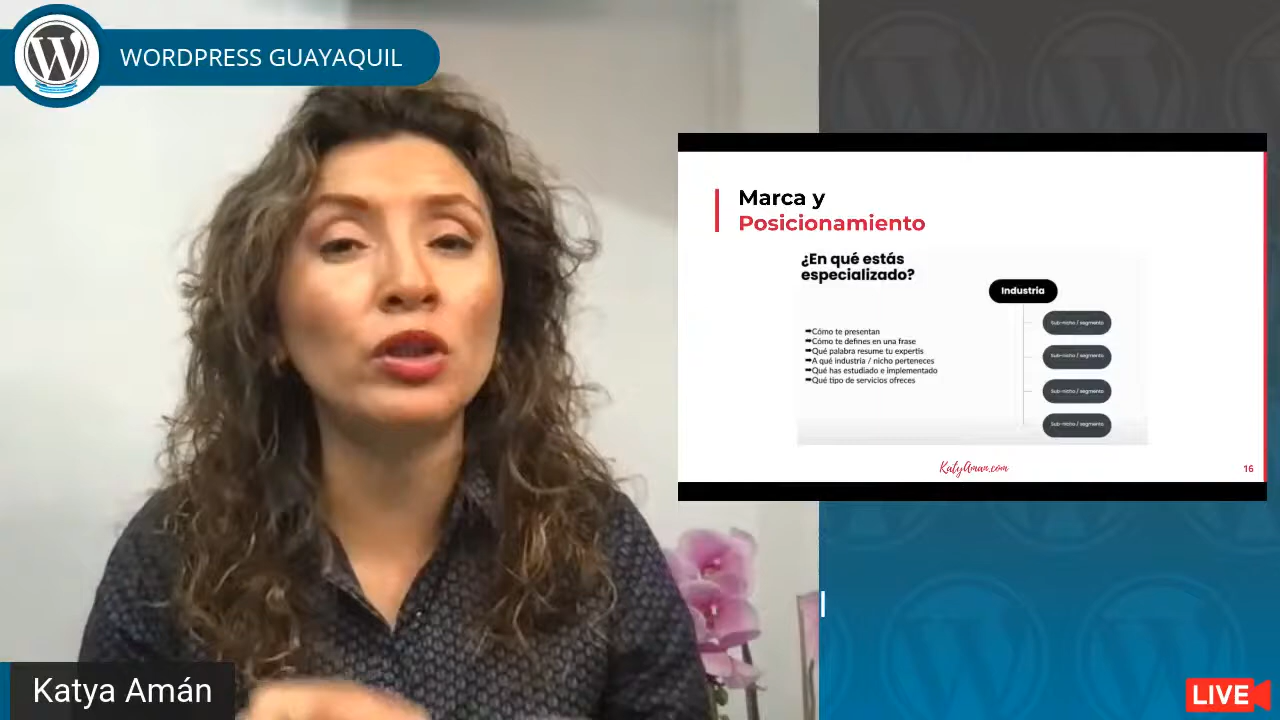 WORDPRESS GUAYAQUIL
Marca y
Posicionamiento
¿En qué estás
especializado?
Industria
Sub-nicho / segmento
➡Cómo te presentan
➡Cómo te defines en una frase
➡Qué palabra resume tu expertis
➡A qué industria / nicho perteneces
➡Qué has estudiado e implementado
➡Qué tipo de servicios ofreces
Sub-nicho / segmento
Sub-nicho / segmento
Sub-nicho / segmento
KatyAman.com
16
Katya Amán
LIVE